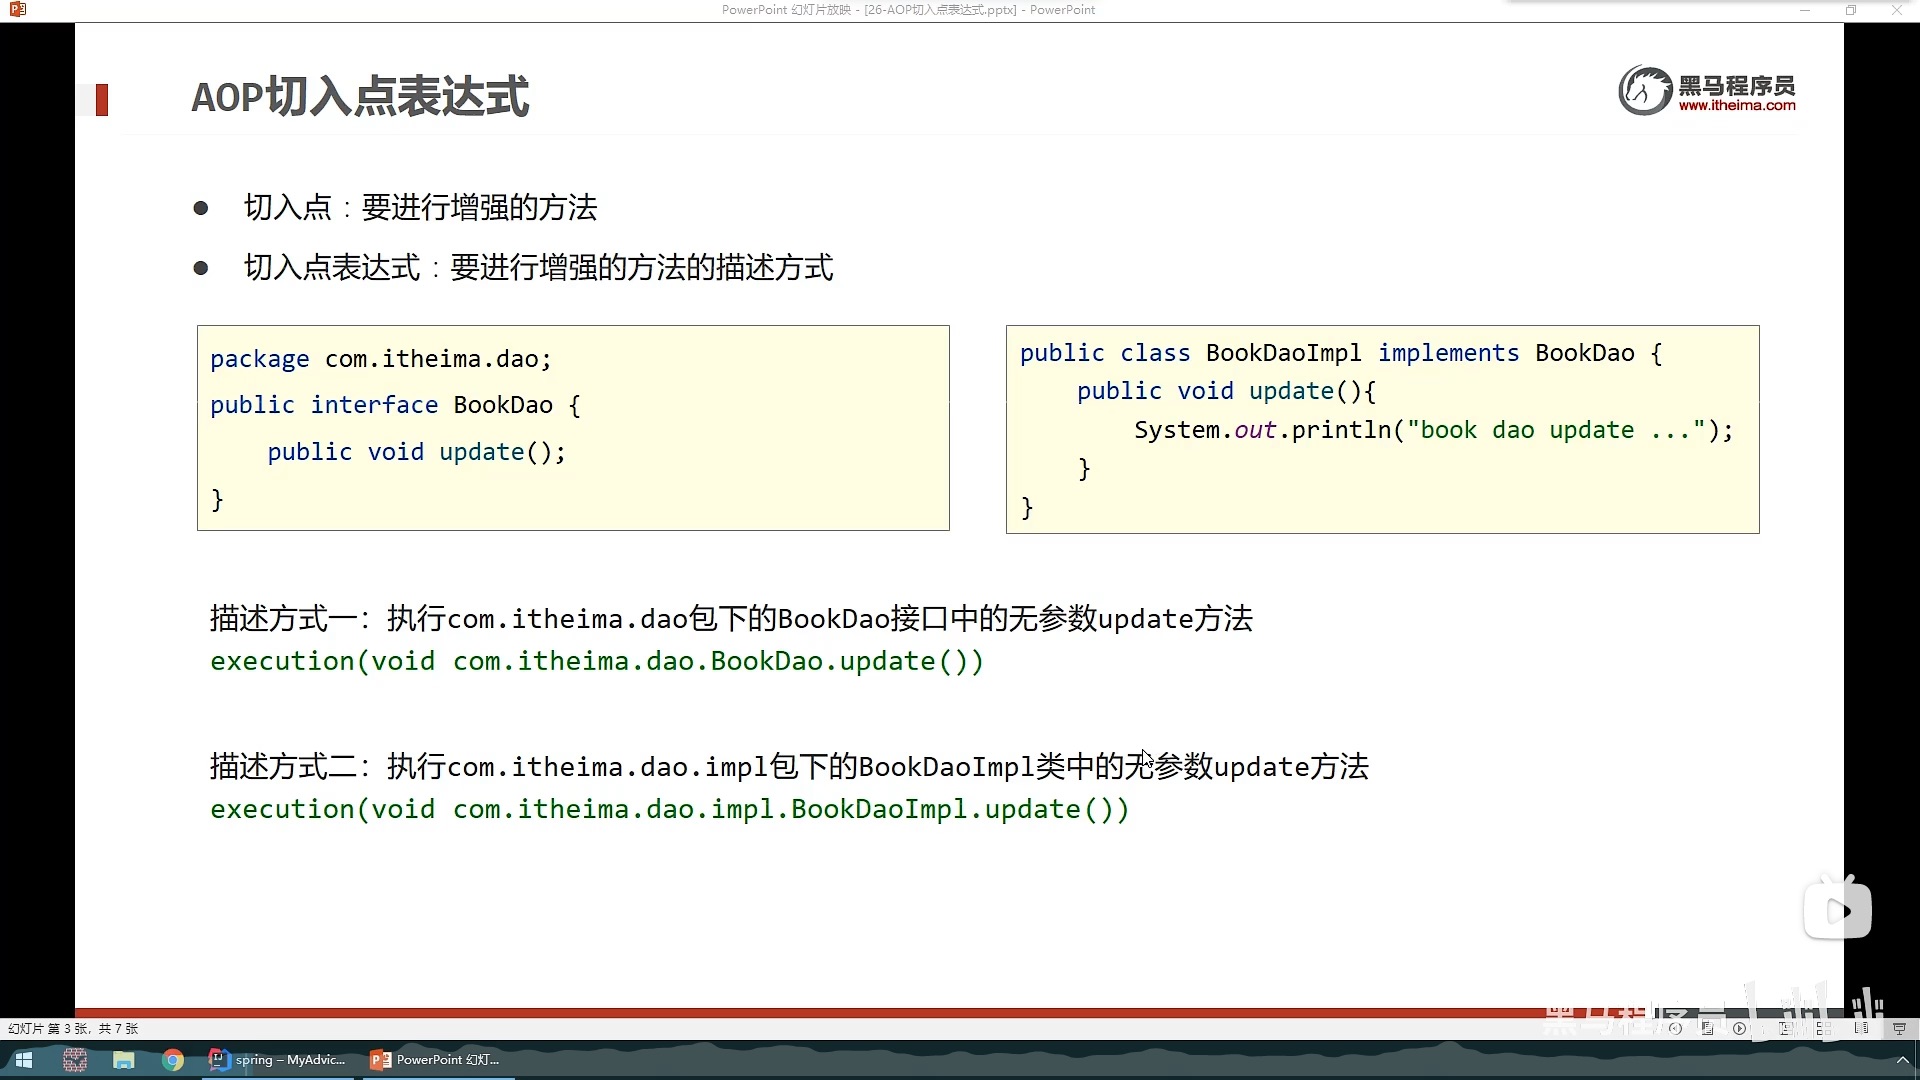 PowerPoint 幻灯片放映 - [26-AOP切入点表达式.pptx] - PowerPoint
AOP切入点表达式
黑马程序员
www.itheima.com
● 切入点：要进行增强的方法
● 切入点表达式：要进行增强的方法的描述方式
package com.itheima.dao;
public interface BookDao {
    public void update();
}
public class BookDaoImpl implements BookDao {
    public void update(){
        System.out.println("book dao update ...");
    }
}
描述方式一：执行com.itheima.dao包下的BookDao接口中的无参数update方法
execution(void com.itheima.dao.BookDao.update())
描述方式二：执行com.itheima.dao.impl包下的BookDaoImpl类中的无参数update方法
execution(void com.itheima.dao.impl.BookDaoImpl.update())
黑马程序员
幻灯片 第 3 张，共 7 张
spring – MyAdvic...
PowerPoint 幻灯...